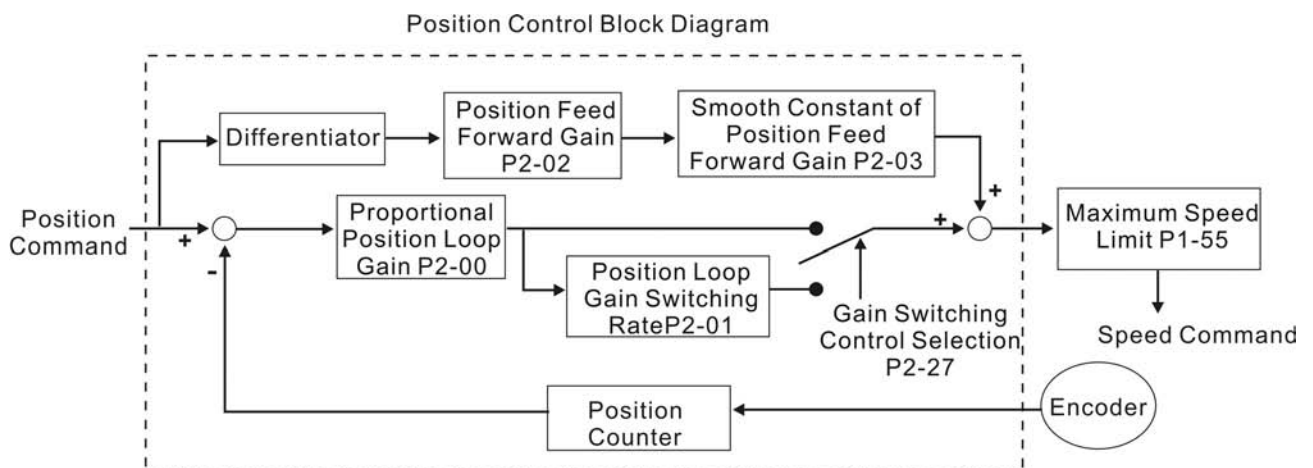 Position Control Block Diagram
Differentiator
Position Feed
Forward Gain
P2-02
Smooth Constant of
Position Feed
Forward Gain P2-03
+
Position
Command
+
-
Proportional
Position Loop
Gain P2-00
+
Maximum Speed
Limit P1-55
Position Loop
Gain Switching
RateP2-01
Gain Switching
Control Selection
P2-27
Speed Command
Position
Counter
Encoder